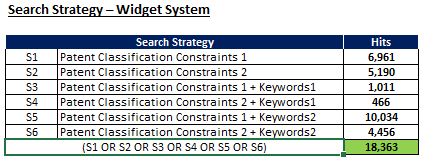 Search Strategy – Widget System
Search Strategy Hits
S1 Patent Classification Constraints 1 6,961
S2 Patent Classification Constraints 2 5,190
S3 Patent Classification Constraints 1 + Keywords1 1,011
S4 Patent Classification Constraints 2 + Keywords1 466
S5 Patent Classification Constraints 1 + Keywords2 10,034
S6 Patent Classification Constraints 2 + Keywords2 4,456
(S1 OR S2 OR S3 OR S4 OR S5 OR S6) 18,363